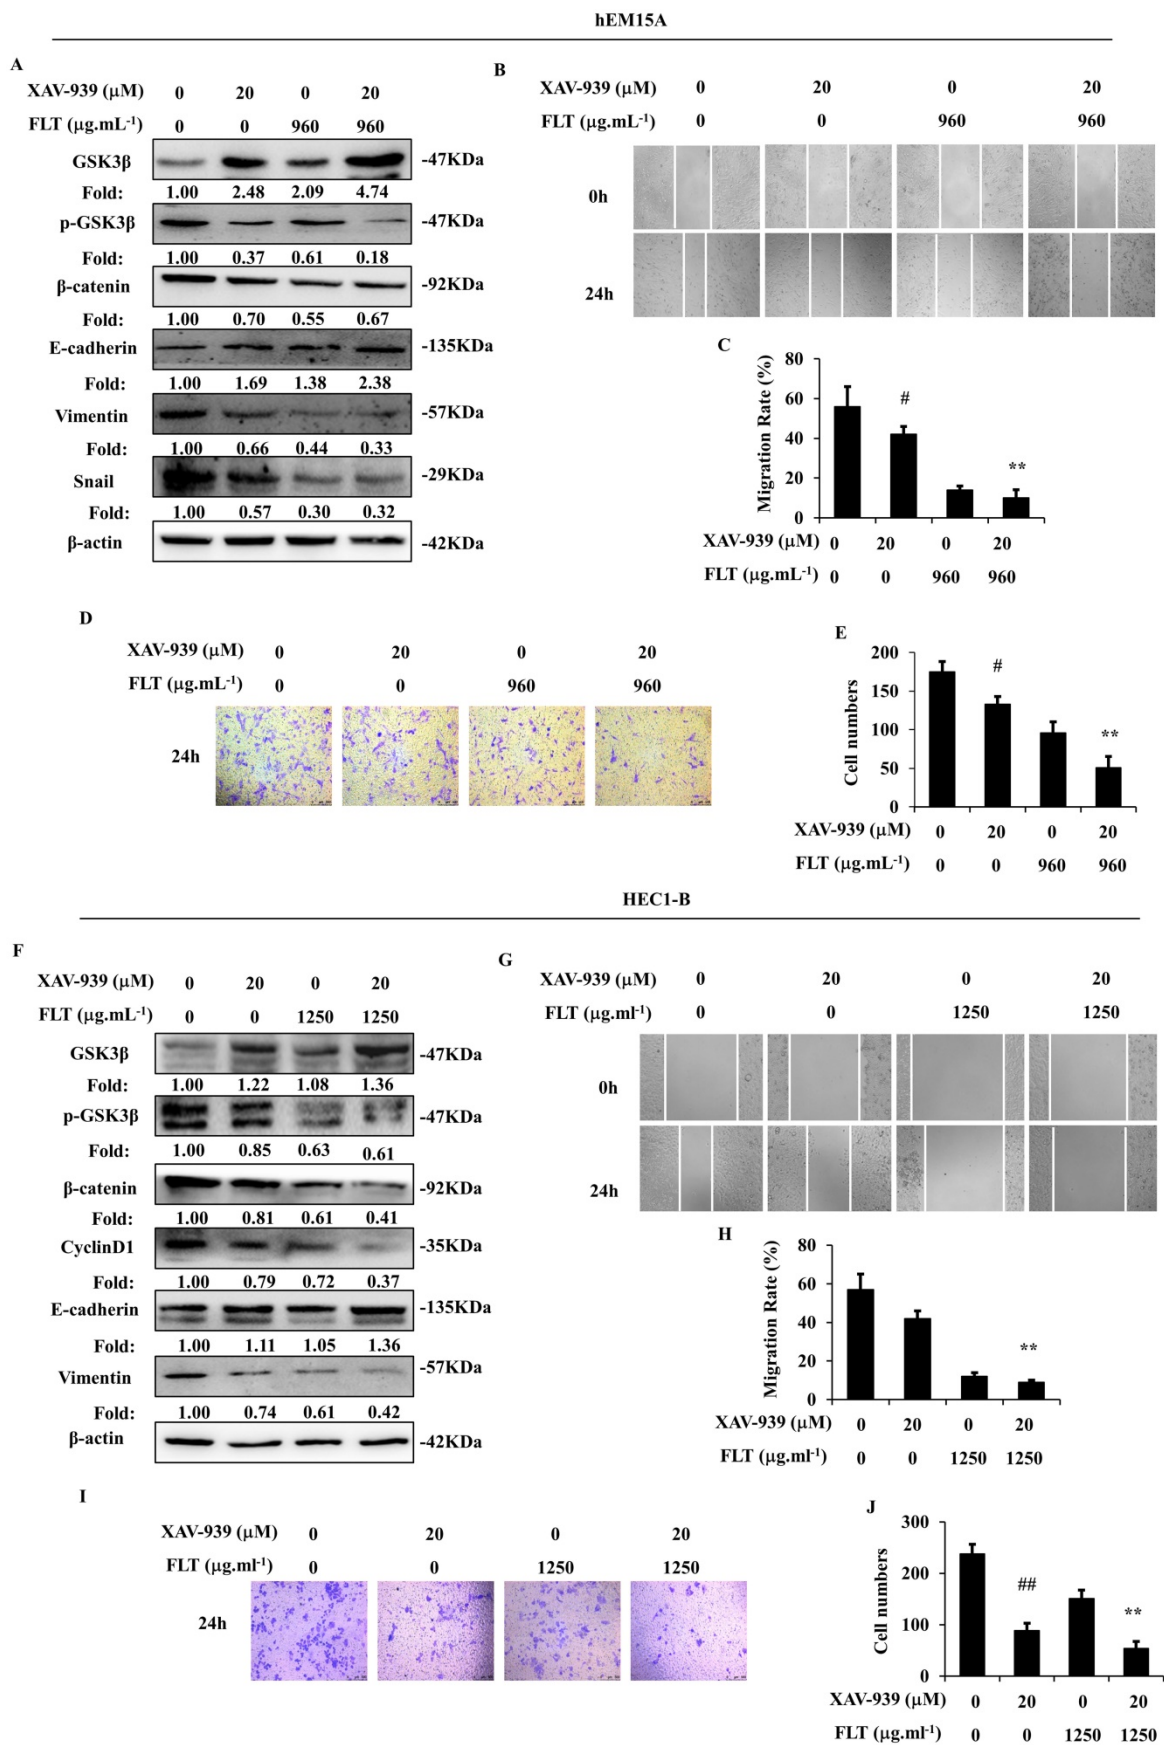 hEM15A
A
XAV-939 (μM) 0 20 0 20
FLT (μg.mL⁻¹) 0 0 960 960
GSK3β -47KDa
Fold: 1.00 2.48 2.09 4.74
p-GSK3β -47KDa
Fold: 1.00 0.37 0.61 0.18
β-catenin -92KDa
Fold: 1.00 0.70 0.55 0.67
E-cadherin -135KDa
Fold: 1.00 1.69 1.38 2.38
Vimentin -57KDa
Fold: 1.00 0.66 0.44 0.33
Snail -29KDa
Fold: 1.00 0.57 0.30 0.32
β-actin -42KDa
B
XAV-939 (μM) 0 20 0 20
FLT (μg.mL⁻¹) 0 0 960 960
0h
24h
C
Migration Rate (%)
80
60
40
20
0
#
**
XAV-939 (μM) 0 20 0 20
FLT (μg.mL⁻¹) 0 0 960 960
D
XAV-939 (μM) 0 20 0 20
FLT (μg.mL⁻¹) 0 0 960 960
24h
E
Cell numbers
200
150
100
50
0
#
**
XAV-939 (μM) 0 20 0 20
FLT (μg.mL⁻¹) 0 0 960 960
HEC1-B
F
XAV-939 (μM) 0 20 0 20
FLT (μg.mL⁻¹) 0 0 1250 1250
GSK3β -47KDa
Fold: 1.00 1.22 1.08 1.36
p-GSK3β -47KDa
Fold: 1.00 0.85 0.63 0.61
β-catenin -92KDa
Fold: 1.00 0.81 0.61 0.41
CyclinD1 -35KDa
Fold: 1.00 0.79 0.72 0.37
E-cadherin -135KDa
Fold: 1.00 1.11 1.05 1.36
Vimentin -57KDa
Fold: 1.00 0.74 0.61 0.42
β-actin -42KDa
G
XAV-939 (μM) 0 20 0 20
FLT (μg.ml⁻¹) 0 0 1250 1250
0h
24h
H
Migration Rate (%)
80
60
40
20
0
**
XAV-939 (μM) 0 20 0 20
FLT (μg.ml⁻¹) 0 0 1250 1250
I
XAV-939 (μM) 0 20 0 20
FLT (μg.ml⁻¹) 0 0 1250 1250
24h
J
Cell numbers
300
200
100
0
##
**
XAV-939 (μM) 0 20 0 20
FLT (μg.ml⁻¹) 0 0 1250 1250